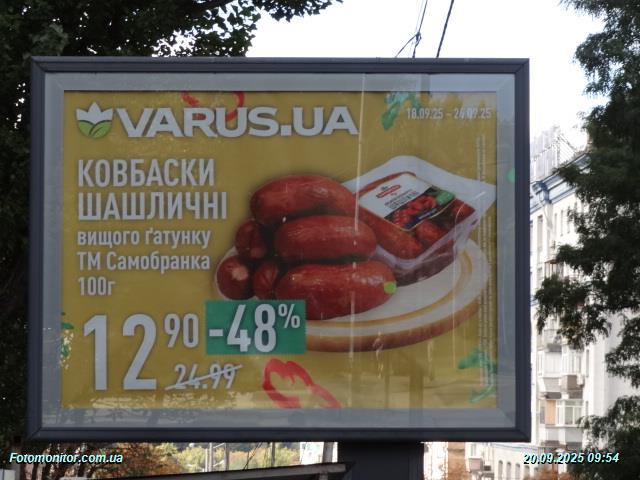 VARUS.UA
18.09.25 - 24.09.25
КОВБАСКИ
ШАШЛИЧНІ
вищого ґатунку
ТМ Самобранка
100г
12 90 -48%
24.99
Fotomonitor.com.ua
20.09.2025 09:54